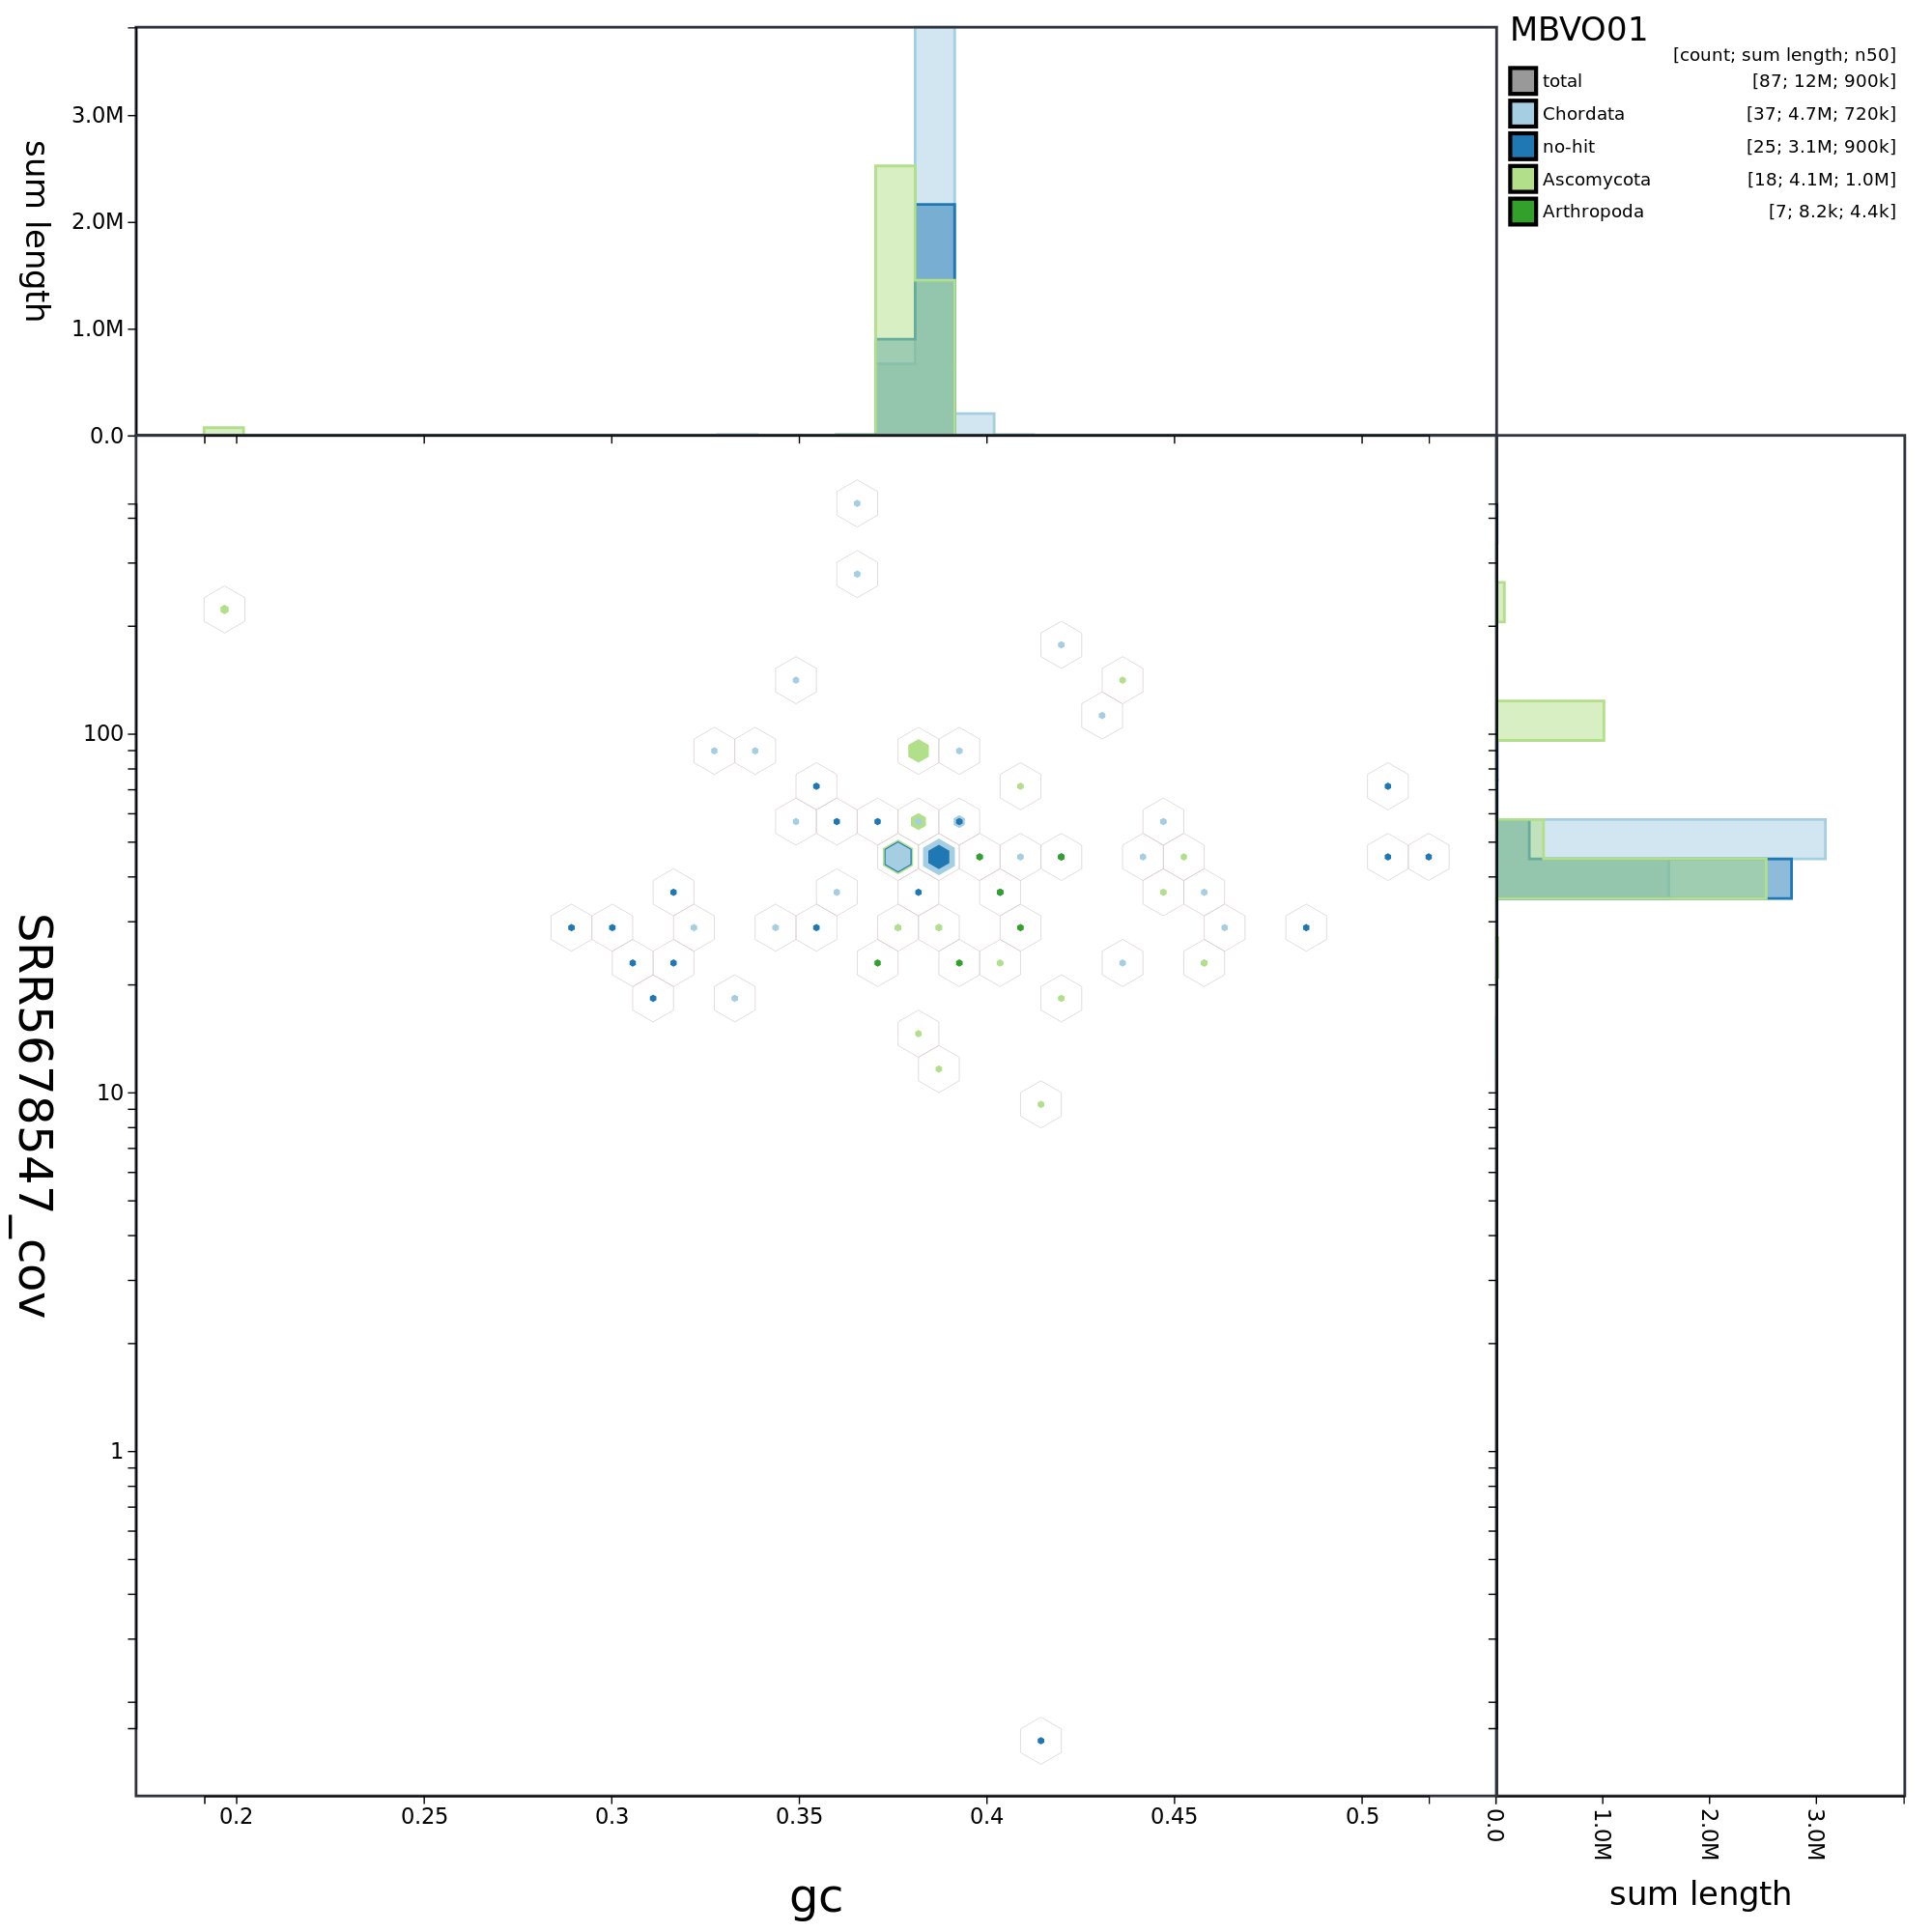 MBVO01
[count; sum length; n50]
total [87; 12M; 900k]
Chordata [37; 4.7M; 720k]
no-hit [25; 3.1M; 900k]
Ascomycota [18; 4.1M; 1.0M]
Arthropoda [7; 8.2k; 4.4k]
sum length
3.0M
2.0M
1.0M
0.0
SRR5678547_cov
100
10
1
0.2 0.25 0.3 0.35 0.4 0.45 0.5
gc
0.0 1.0M 2.0M 3.0M
sum length